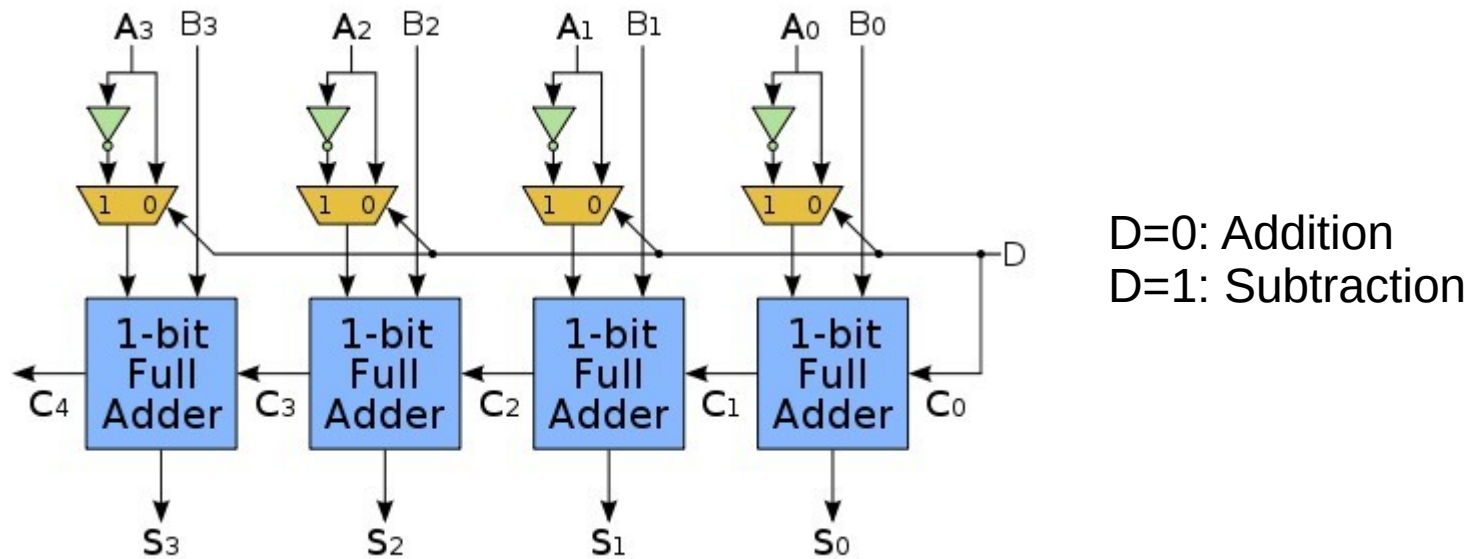 A3 B3 A2 B2 A1 B1 A0 B0
1 0 1 0 1 0 1 0
D
D=0: Addition
D=1: Subtraction
1-bit Full Adder 1-bit Full Adder 1-bit Full Adder 1-bit Full Adder
C4 C3 C2 C1 C0
S3 S2 S1 S0